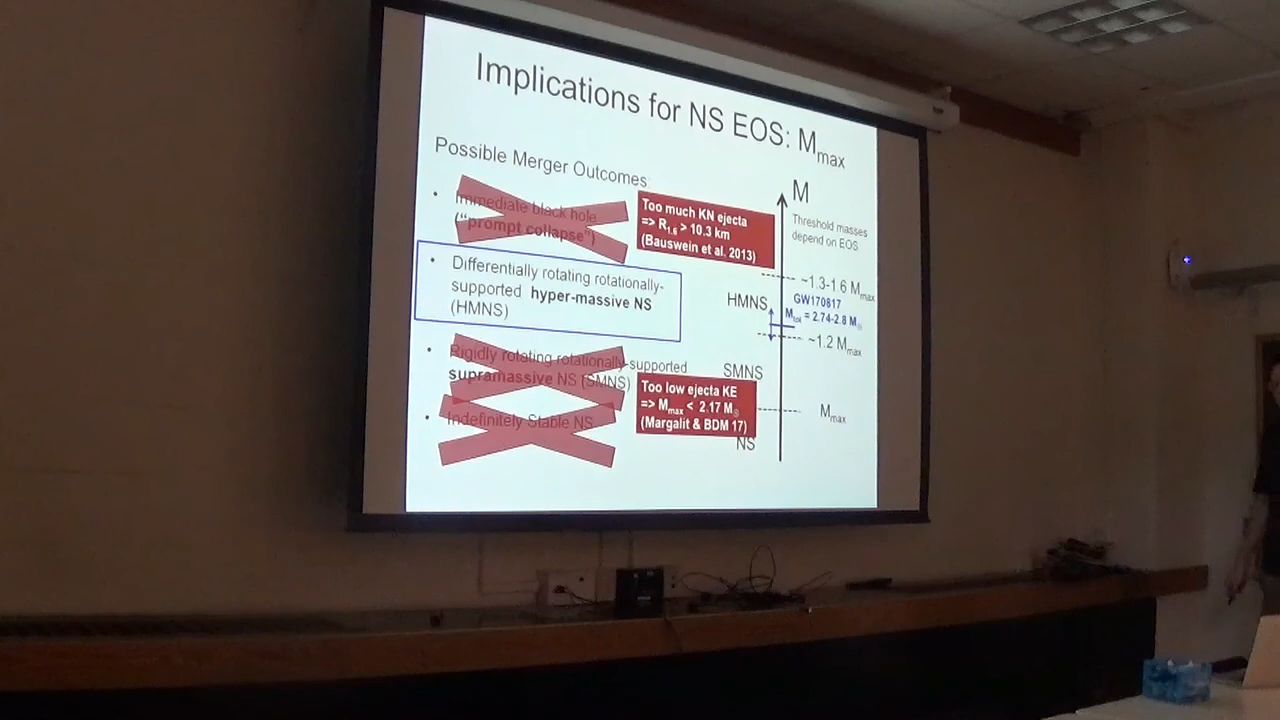 Implications for NS EOS: Mmax
Possible Merger Outcomes:
• Immediate black hole
("prompt collapse")
Too much KN ejecta
=> R1.6 > 10.3 km
(Bauswein et al. 2013)
• Differentially rotating rotationally-
supported hyper-massive NS
(HMNS)
• Rigidly rotating rotationally-supported
supramassive NS (SMNS)
• Indefinitely Stable NS
Too low ejecta KE
=> Mmax < 2.17 M☉
(Margalit & BDM 17)
M
Threshold masses
depend on EOS
~1.3-1.6 Mmax
HMNS
GW170817
Mtot = 2.74-2.8 M☉
~1.2 Mmax
SMNS
Mmax
NS